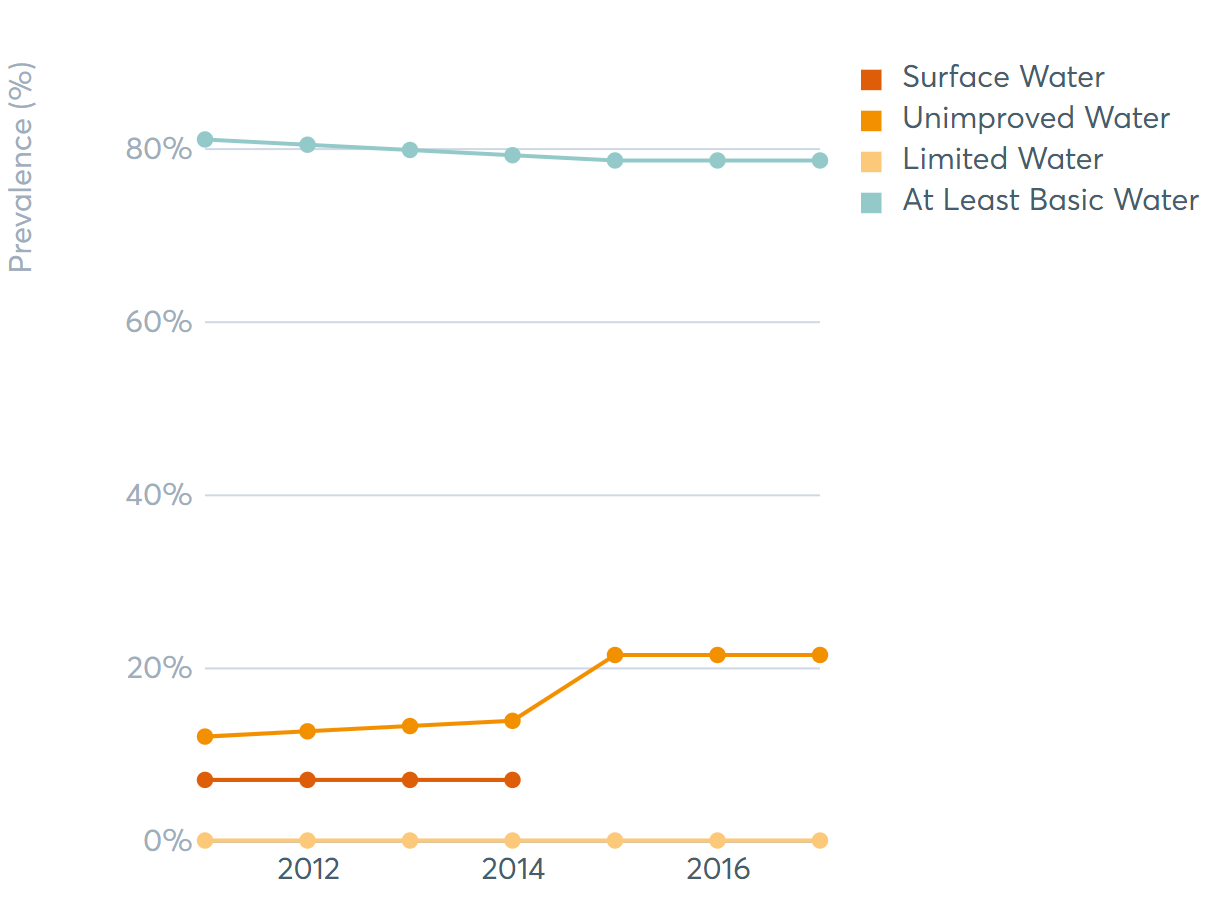 Prevalence (%)
Surface Water
Unimproved Water
Limited Water
At Least Basic Water
80%
60%
40%
20%
0%
2012
2014
2016